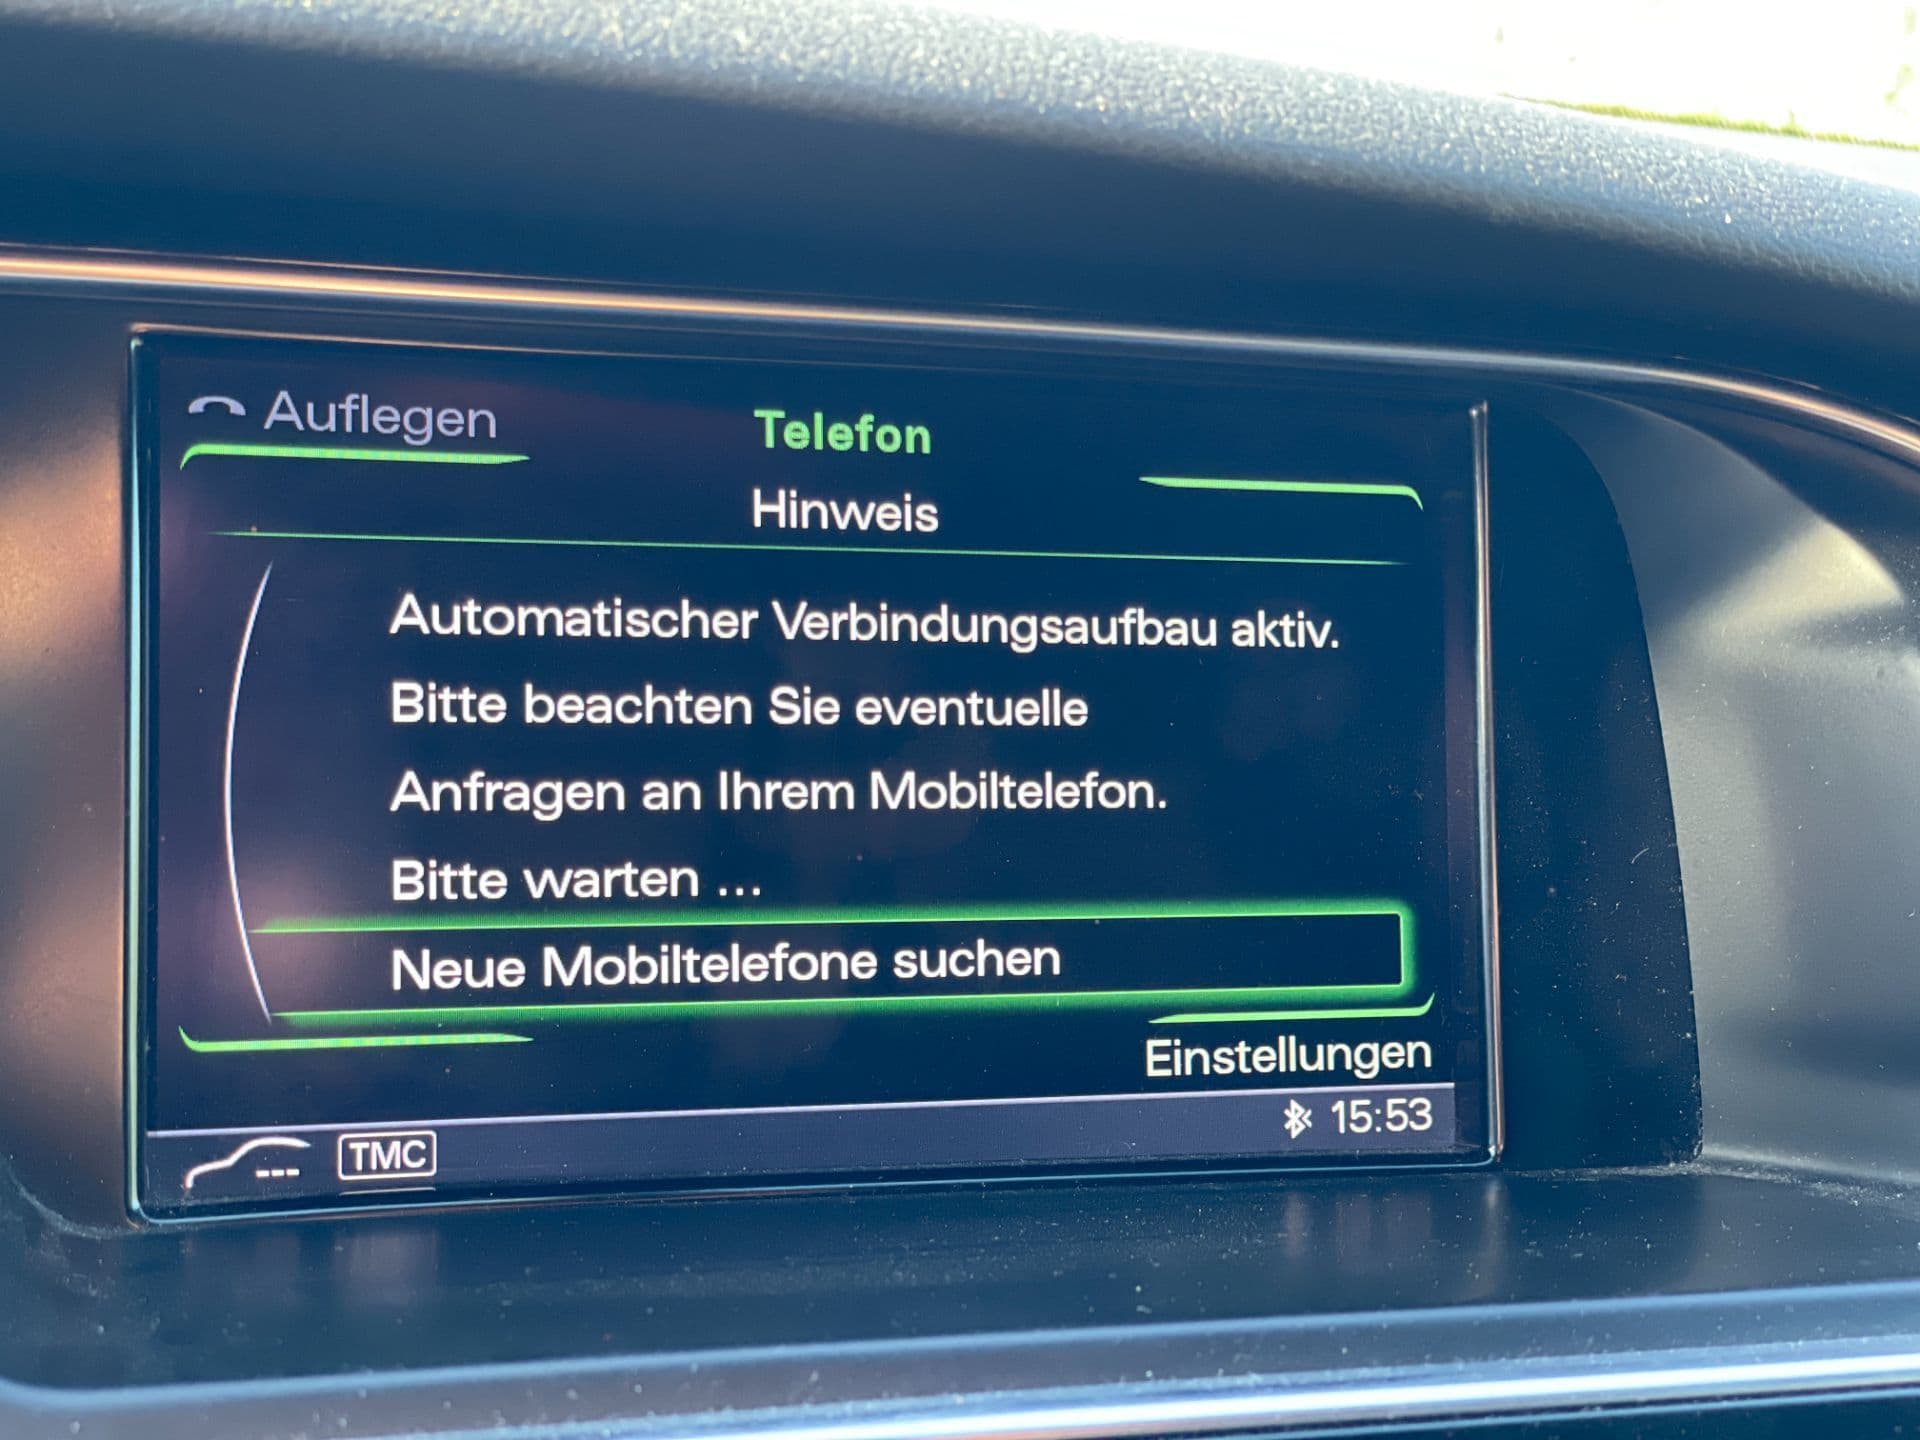 Auflegen
Telefon
Hinweis
Automatischer Verbindungsaufbau aktiv.
Bitte beachten Sie eventuelle
Anfragen an Ihrem Mobiltelefon.
Bitte warten ...
Neue Mobiltelefone suchen
Einstellungen
--- TMC 15:53